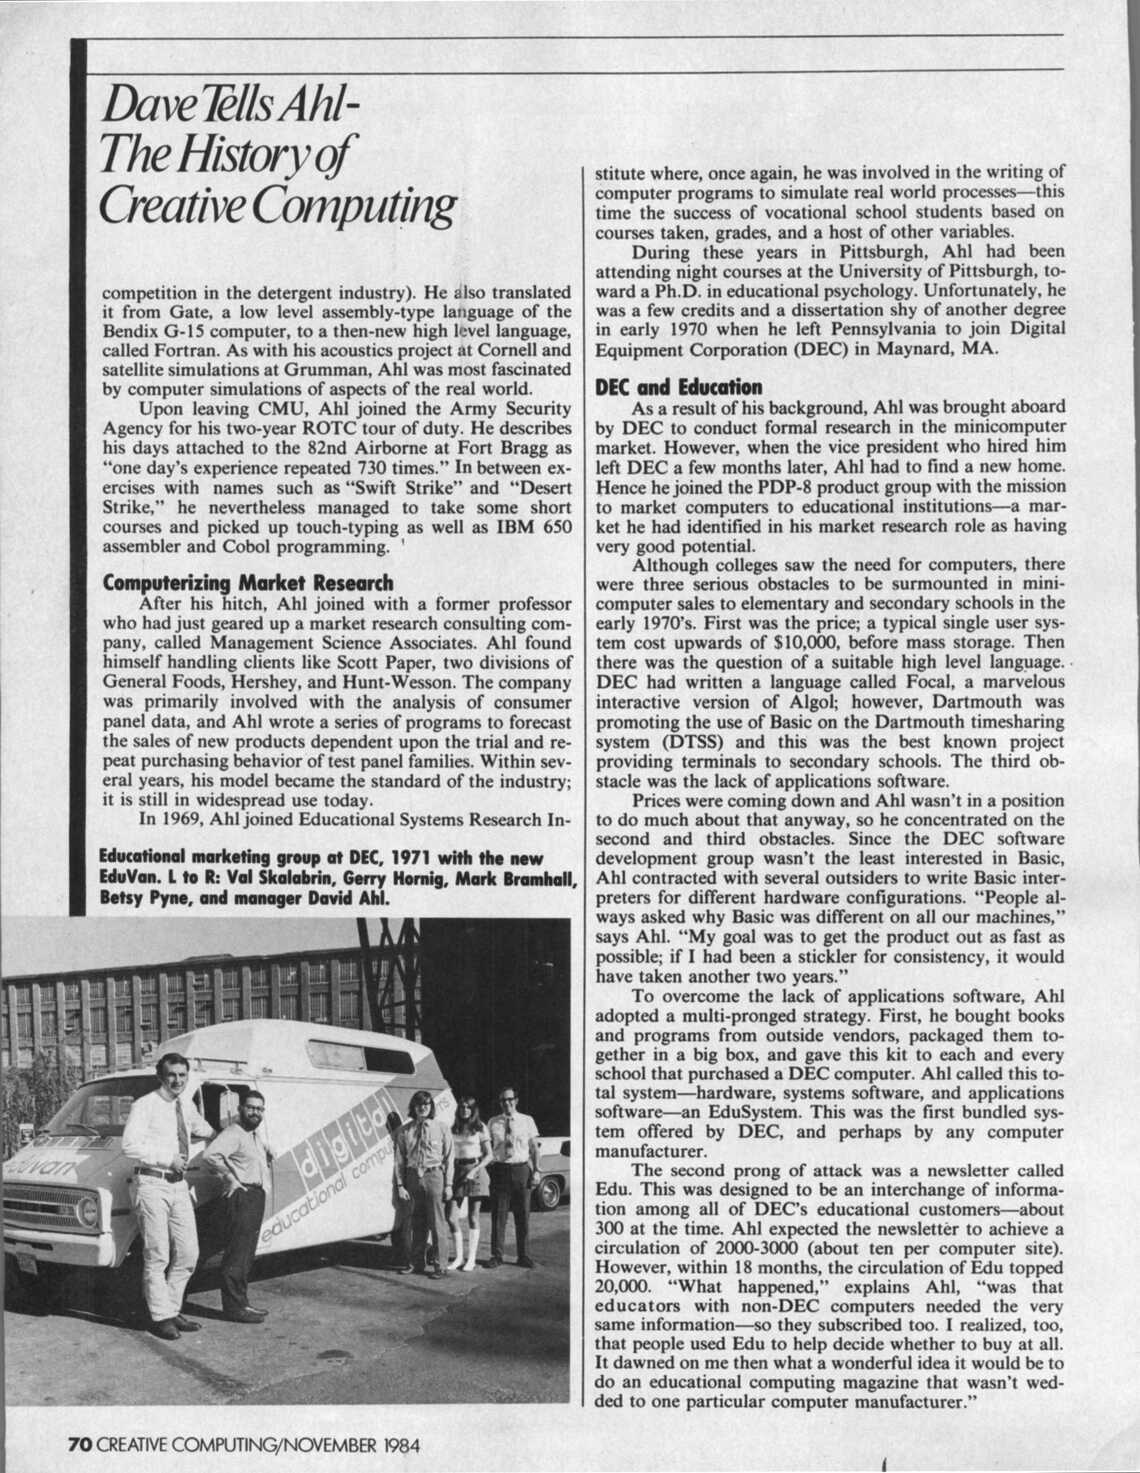 Dave Tells Ahl-
The History of
Creative Computing
competition in the detergent industry). He also translated
it from Gate, a low level assembly-type language of the
Bendix G-15 computer, to a then-new high level language,
called Fortran. As with his acoustics project at Cornell and
satellite simulations at Grumman, Ahl was most fascinated
by computer simulations of aspects of the real world.
Upon leaving CMU, Ahl joined the Army Security
Agency for his two-year ROTC tour of duty. He describes
his days attached to the 82nd Airborne at Fort Bragg as
“one day’s experience repeated 730 times.” In between ex-
ercises with names such as “Swift Strike” and “Desert
Strike,” he nevertheless managed to take some short
courses and picked up touch-typing as well as IBM 650
assembler and Cobol programming.
Computerizing Market Research
After his hitch, Ahl joined with a former professor
who had just geared up a market research consulting com-
pany, called Management Science Associates. Ahl found
himself handling clients like Scott Paper, two divisions of
General Foods, Hershey, and Hunt-Wesson. The company
was primarily involved with the analysis of consumer
panel data, and Ahl wrote a series of programs to forecast
the sales of new products dependent upon the trial and re-
peat purchasing behavior of test panel families. Within sev-
eral years, his model became the standard of the industry;
it is still in widespread use today.
In 1969, Ahl joined Educational Systems Research In-
Educational marketing group at DEC, 1971 with the new
EduVan. L to R: Val Skalabrin, Gerry Hornig, Mark Bramhall,
Betsy Pyne, and manager David Ahl.
eduvan
digital
educational compu
stitute where, once again, he was involved in the writing of
computer programs to simulate real world processes—this
time the success of vocational school students based on
courses taken, grades, and a host of other variables.
During these years in Pittsburgh, Ahl had been
attending night courses at the University of Pittsburgh, to-
ward a Ph.D. in educational psychology. Unfortunately, he
was a few credits and a dissertation shy of another degree
in early 1970 when he left Pennsylvania to join Digital
Equipment Corporation (DEC) in Maynard, MA.
DEC and Education
As a result of his background, Ahl was brought aboard
by DEC to conduct formal research in the minicomputer
market. However, when the vice president who hired him
left DEC a few months later, Ahl had to find a new home.
Hence he joined the PDP-8 product group with the mission
to market computers to educational institutions—a mar-
ket he had identified in his market research role as having
very good potential.
Although colleges saw the need for computers, there
were three serious obstacles to be surmounted in mini-
computer sales to elementary and secondary schools in the
early 1970’s. First was the price; a typical single user sys-
tem cost upwards of $10,000, before mass storage. Then
there was the question of a suitable high level language.
DEC had written a language called Focal, a marvelous
interactive version of Algol; however, Dartmouth was
promoting the use of Basic on the Dartmouth timesharing
system (DTSS) and this was the best known project
providing terminals to secondary schools. The third ob-
stacle was the lack of applications software.
Prices were coming down and Ahl wasn’t in a position
to do much about that anyway, so he concentrated on the
second and third obstacles. Since the DEC software
development group wasn’t the least interested in Basic,
Ahl contracted with several outsiders to write Basic inter-
preters for different hardware configurations. “People al-
ways asked why Basic was different on all our machines,”
says Ahl. “My goal was to get the product out as fast as
possible; if I had been a stickler for consistency, it would
have taken another two years.”
To overcome the lack of applications software, Ahl
adopted a multi-pronged strategy. First, he bought books
and programs from outside vendors, packaged them to-
gether in a big box, and gave this kit to each and every
school that purchased a DEC computer. Ahl called this to-
tal system—hardware, systems software, and applications
software—an EduSystem. This was the first bundled sys-
tem offered by DEC, and perhaps by any computer
manufacturer.
The second prong of attack was a newsletter called
Edu. This was designed to be an interchange of informa-
tion among all of DEC’s educational customers—about
300 at the time. Ahl expected the newsletter to achieve a
circulation of 2000-3000 (about ten per computer site).
However, within 18 months, the circulation of Edu topped
20,000. “What happened,” explains Ahl, “was that
educators with non-DEC computers needed the very
same information—so they subscribed too. I realized, too,
that people used Edu to help decide whether to buy at all.
It dawned on me then what a wonderful idea it would be to
do an educational computing magazine that wasn’t wed-
ded to one particular computer manufacturer.”
70 CREATIVE COMPUTING/NOVEMBER 1984